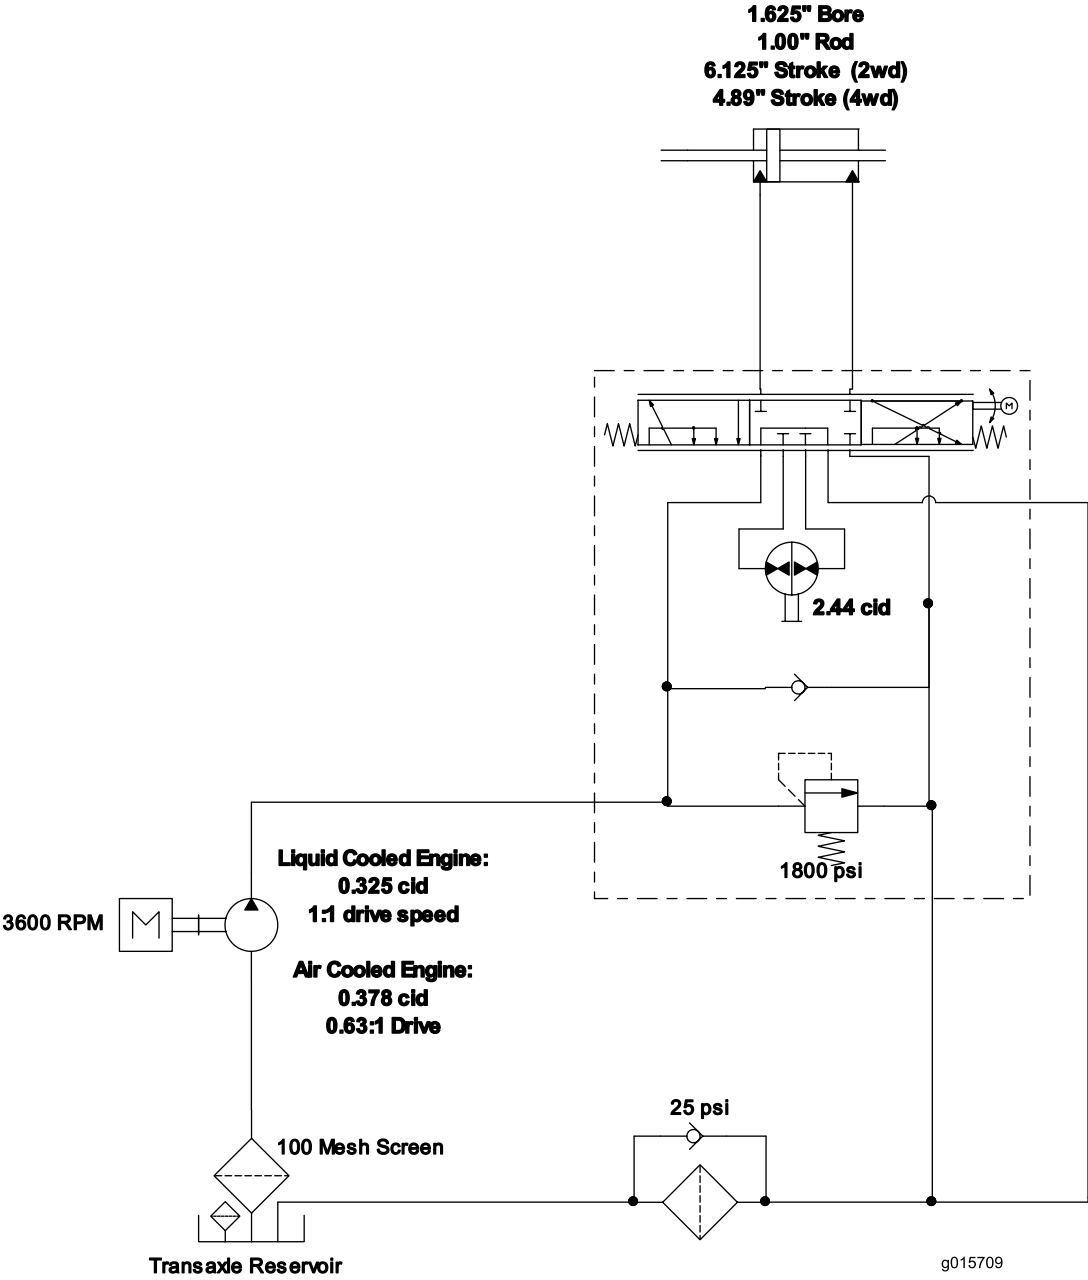 1.625" Bore
1.00" Rod
6.125" Stroke (2wd)
4.89" Stroke (4wd)
M
2.44 cid
1800 psi
Liquid Cooled Engine:
0.325 cid
1:1 drive speed
3600 RPM
M
Air Cooled Engine:
0.378 cid
0.63:1 Drive
25 psi
100 Mesh Screen
Transaxle Reservoir
g015709